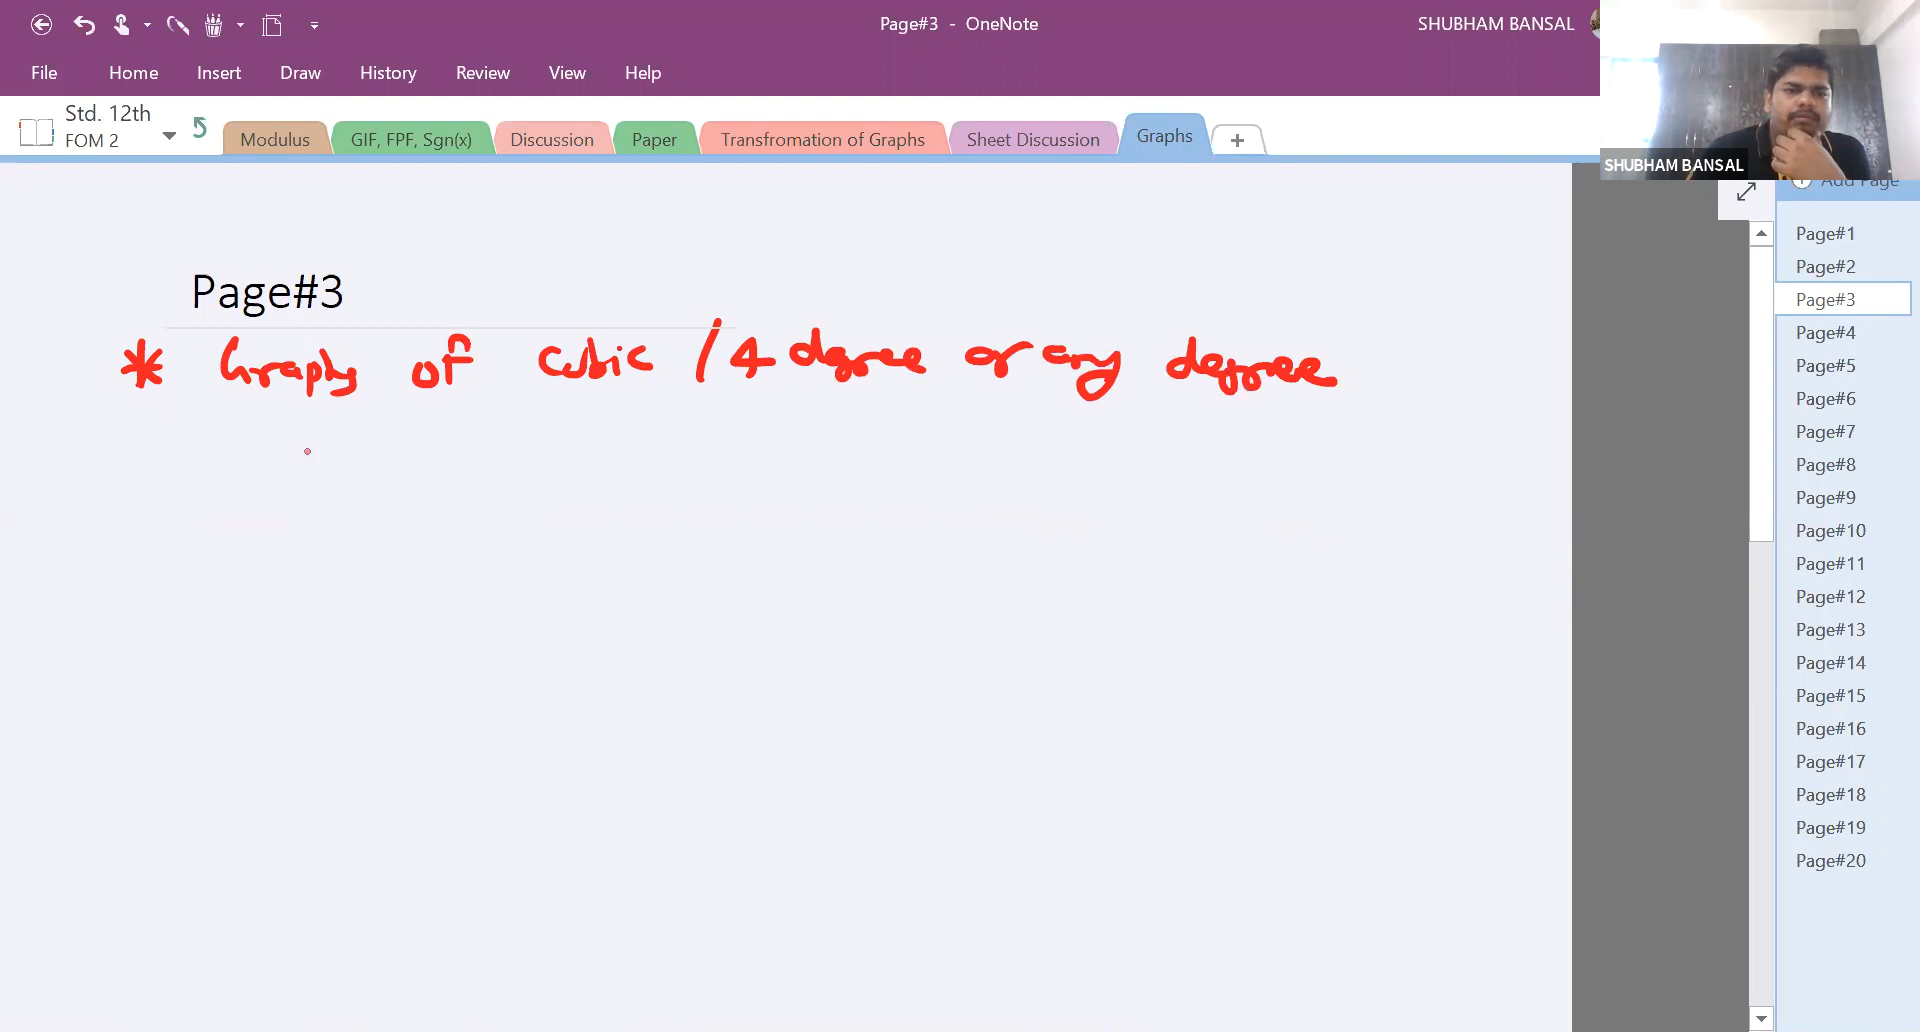 Page#3 - OneNote
SHUBHAM BANSAL
File Home Insert Draw History Review View Help
Std. 12th
FOM 2
Modulus GIF, FPF, Sgn(x) Discussion Paper Transfromation of Graphs Sheet Discussion Graphs +
SHUBHAM BANSAL
Add Page
Page#3
* Graphs of cubic / 4 degree or any degree
Page#1
Page#2
Page#3
Page#4
Page#5
Page#6
Page#7
Page#8
Page#9
Page#10
Page#11
Page#12
Page#13
Page#14
Page#15
Page#16
Page#17
Page#18
Page#19
Page#20